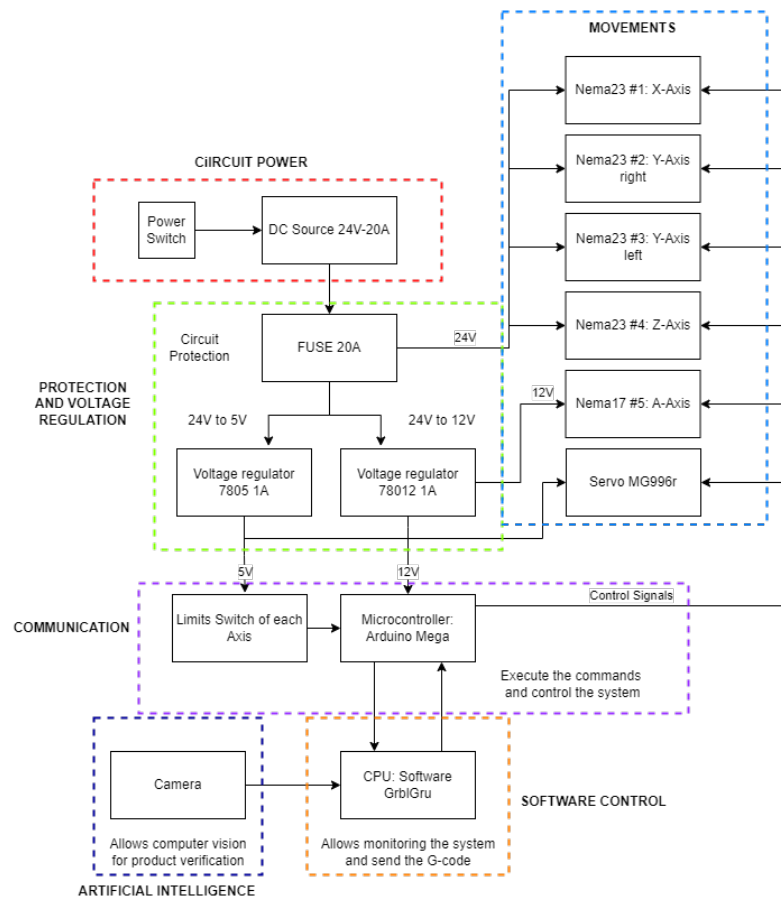 MOVEMENTS
Nema23 #1: X-Axis
Nema23 #2: Y-Axis
right
Nema23 #3: Y-Axis
left
Nema23 #4: Z-Axis
Nema17 #5: A-Axis
Servo MG996r
CiIRCUIT POWER
Power
Switch
DC Source 24V-20A
Circuit
Protection
FUSE 20A
24V
12V
PROTECTION
AND VOLTAGE
REGULATION
24V to 5V
24V to 12V
Voltage regulator
7805 1A
Voltage regulator
78012 1A
5V
12V
COMMUNICATION
Limits Switch of each
Axis
Microcontroller:
Arduino Mega
Control Signals
Execute the commands
and control the system
Camera
CPU: Software
GrblGru
SOFTWARE CONTROL
Allows computer vision
for product verification
Allows monitoring the system
and send the G-code
ARTIFICIAL INTELLIGENCE